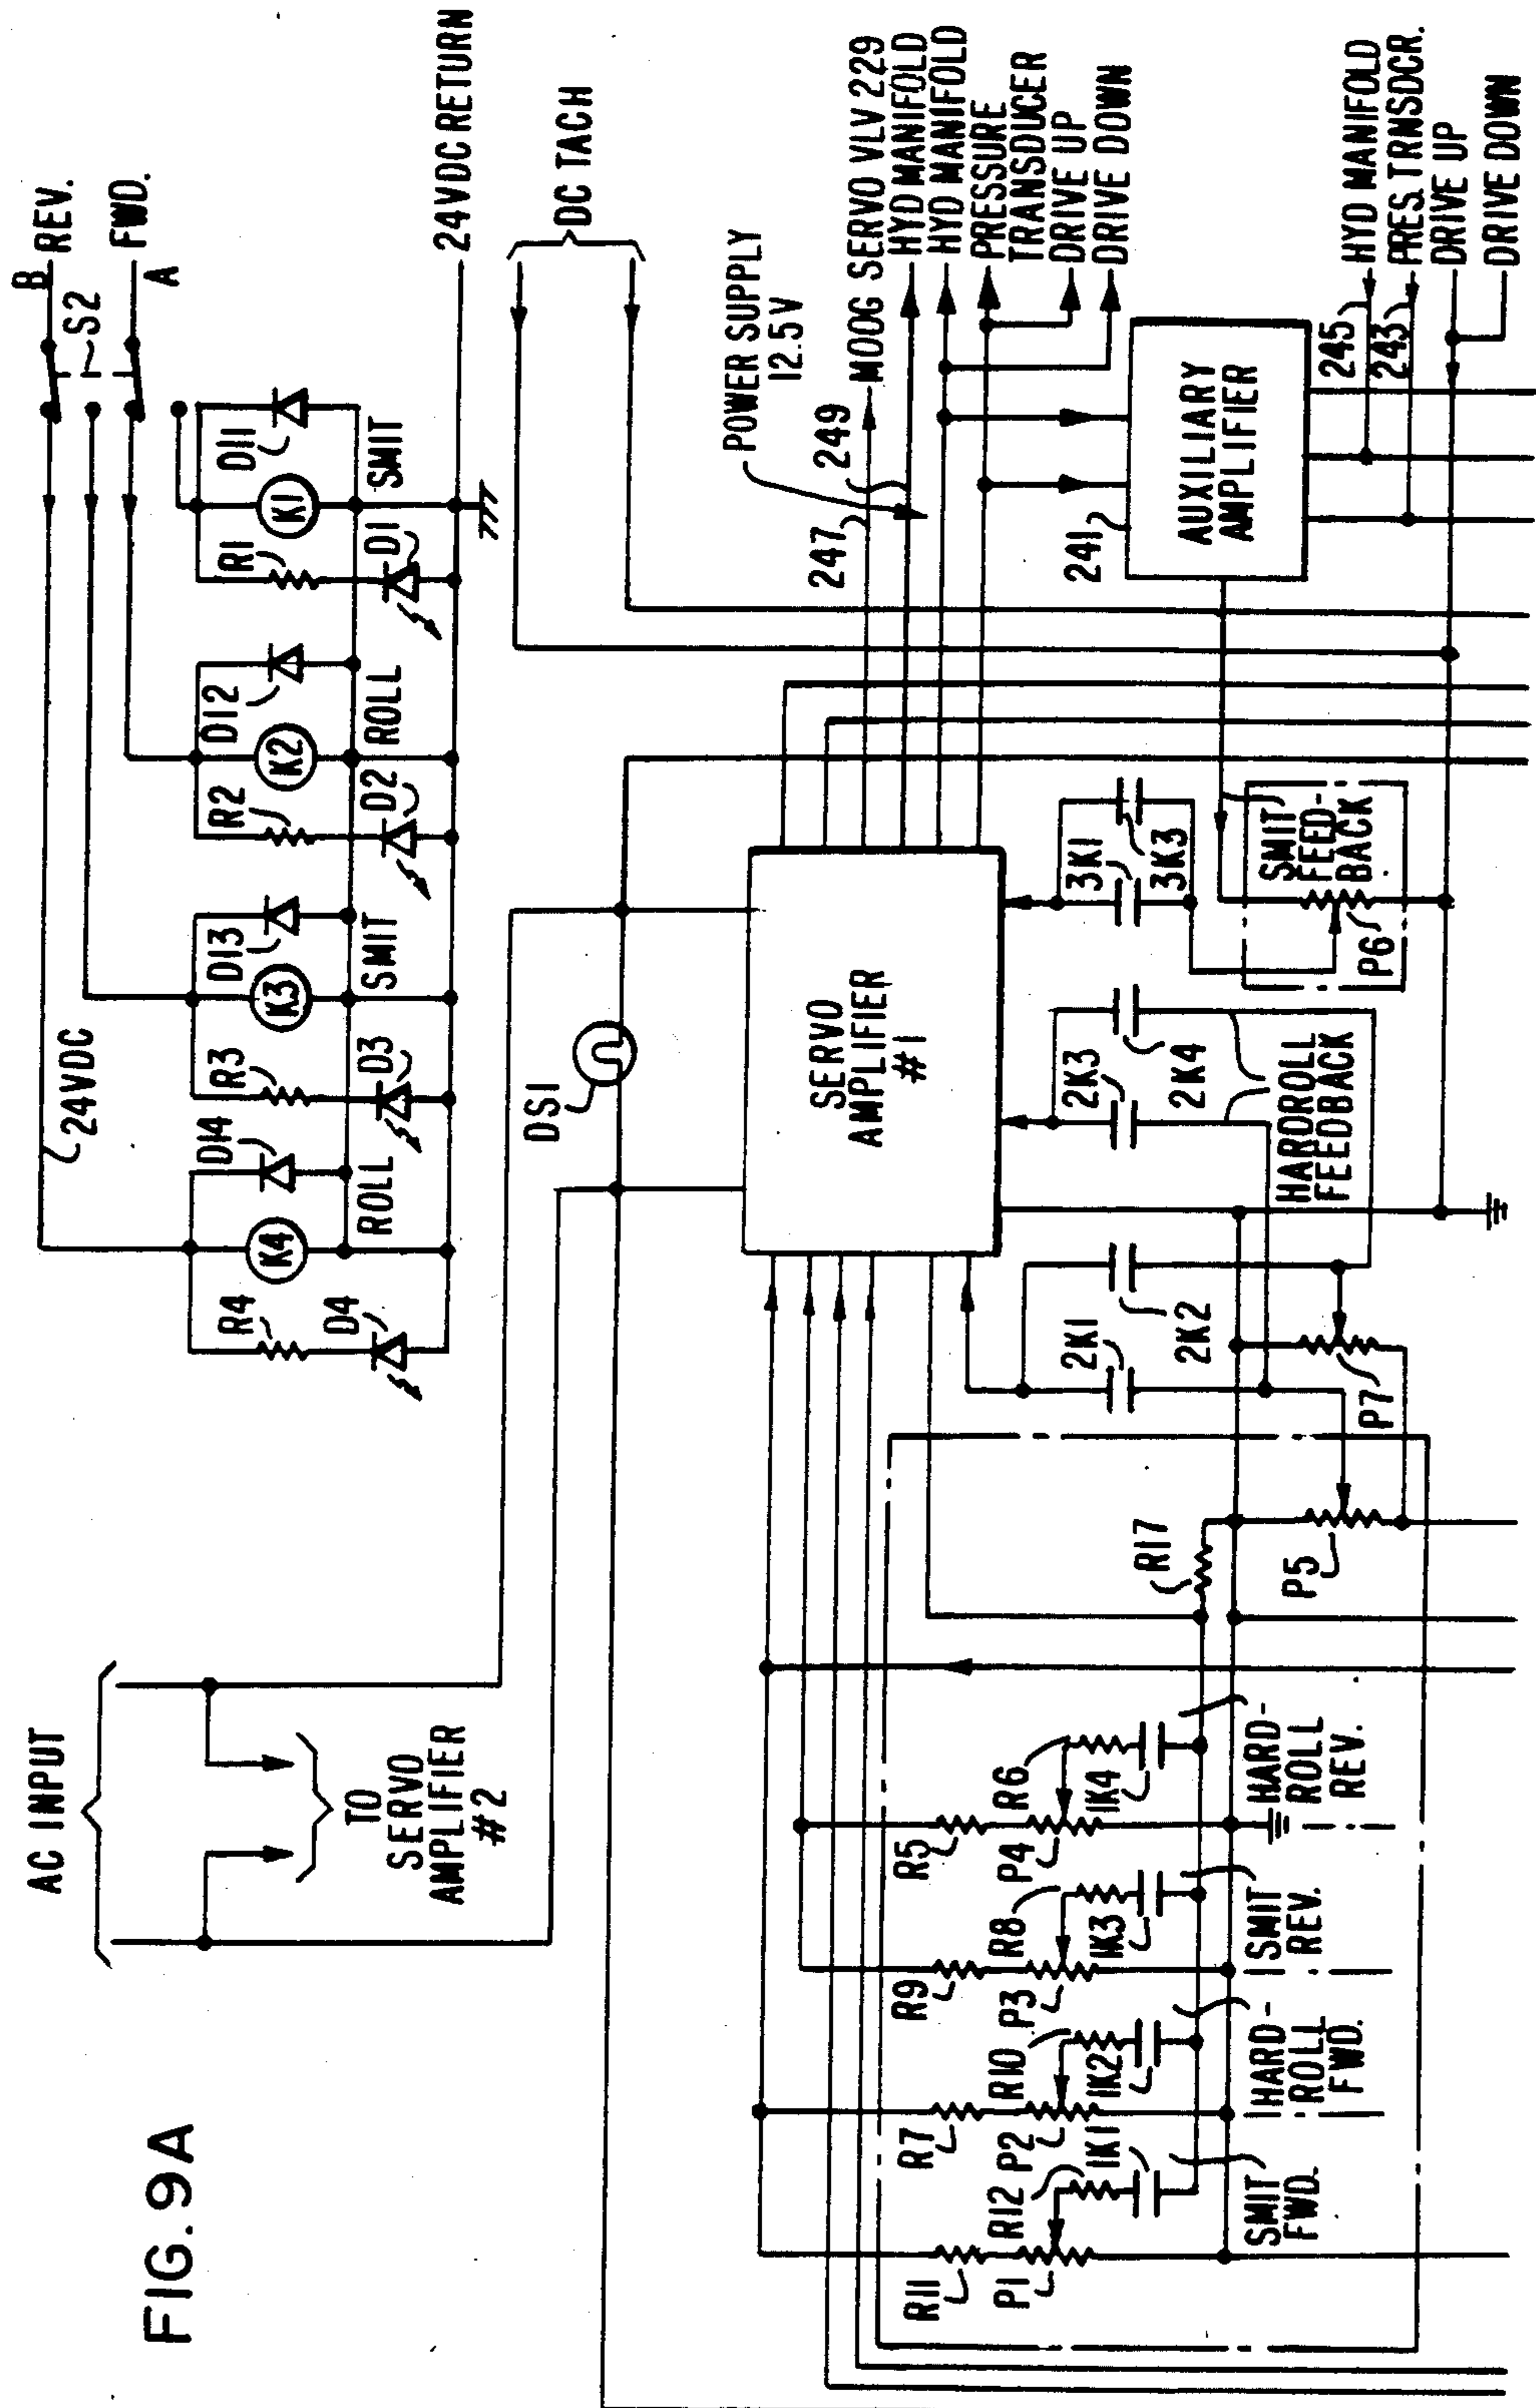 FIG. 9A
AC INPUT
TO
SERVO
AMPLIFIER
#2
24VDC
B
REV.
S2
FWD.
A
24VDC RETURN
DC TACH
R4
K4
D14
D4
ROLL
R3
K3
D13
D3
SMIT
R2
K2
D12
D2
ROLL
R1
K1
D11
D1
SMIT
DS1
SERVO
AMPLIFIER
#1
POWER SUPPLY
12.5V
247
249
MOOG SERVO VLV 229
HYD MANIFOLD
HYD MANIFOLD
PRESSURE
TRANSDUCER
DRIVE UP
DRIVE DOWN
241
AUXILIARY
AMPLIFIER
245
243
HYD MANIFOLD
PRES. TRNSDCR.
DRIVE UP
DRIVE DOWN
R11
P1
R12
1K1
SMIT
FWD.
R7
P2
R10
1K2
HARD-
ROLL
FWD.
R9
P3
R8
1K3
SMIT
REV.
R5
P4
R6
1K4
HARD-
ROLL
REV.
R17
P5
P7
2K1
2K2
2K3
2K4
HARDROLL
FEEDBACK
3K1
3K3
SMIT
FEED-
BACK
P6